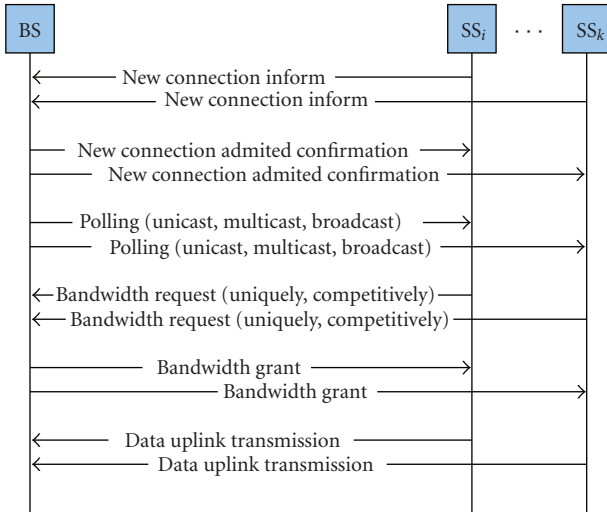 BS
SSi
· · ·
SSk
New connection inform
New connection inform
New connection admited confirmation
New connection admited confirmation
Polling (unicast, multicast, broadcast)
Polling (unicast, multicast, broadcast)
Bandwidth request (uniquely, competitively)
Bandwidth request (uniquely, competitively)
Bandwidth grant
Bandwidth grant
Data uplink transmission
Data uplink transmission